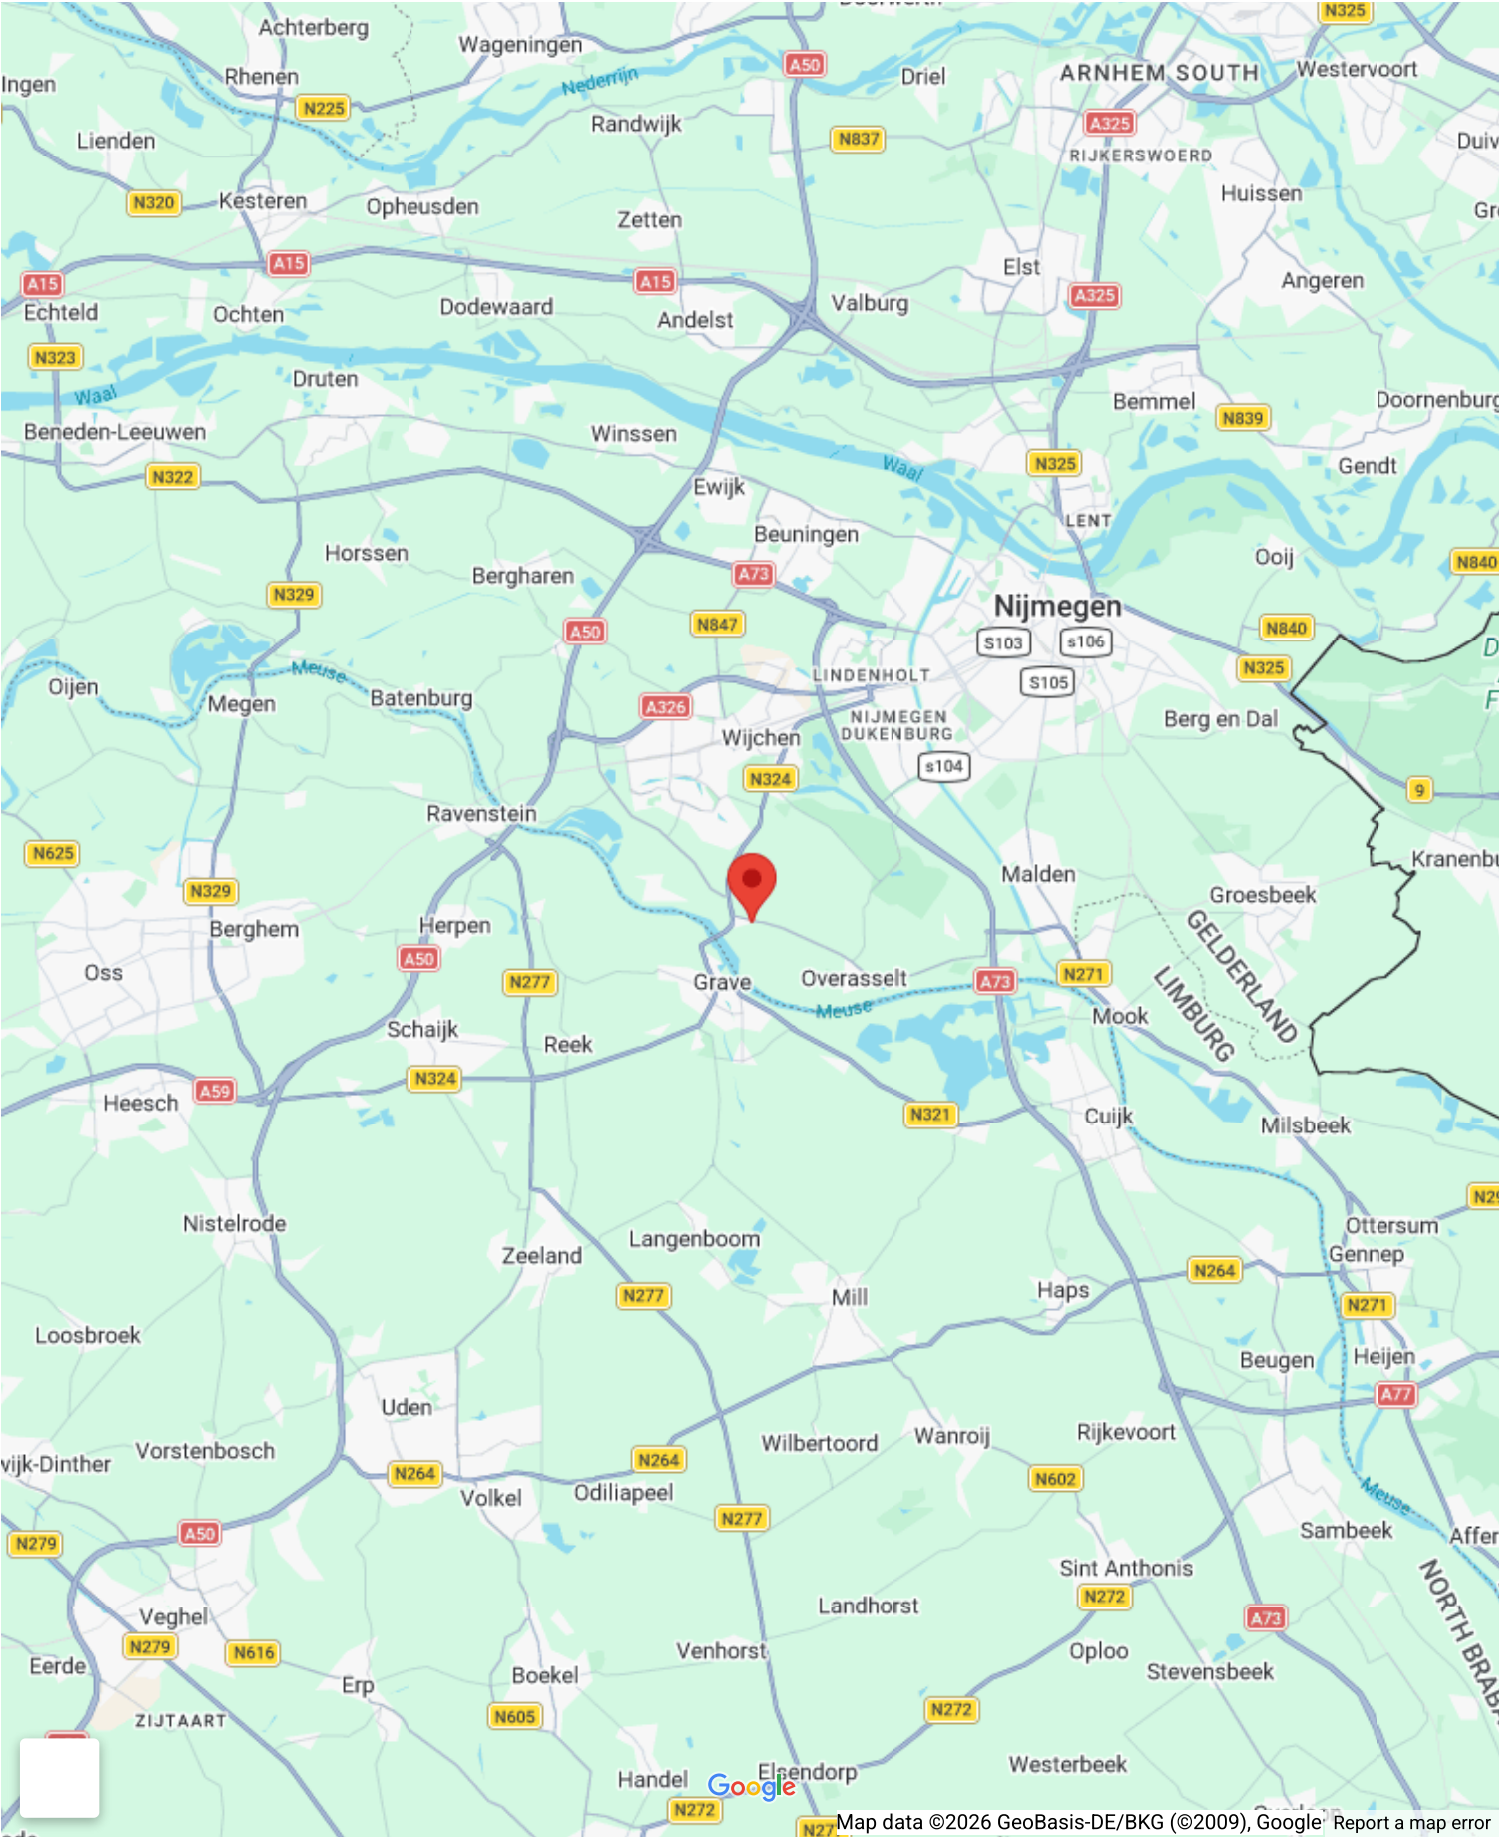 Achterberg
Wageningen
N325
A50
Driel
ARNHEM SOUTH
Westervoort
Rhenen
Ingen
Nederrijn
N225
Randwijk
N837
A325
RIJKERSWOERD
Lienden
Huissen
N320
Kesteren
Opheusden
Zetten
A15
A15
A15
Elst
Angeren
Echteld
Ochten
Dodewaard
Andelst
Valburg
A325
N323
Druten
Waal
Bemmel
N839
Doornenburg
Beneden-Leeuwen
Winssen
Waal
N325
Gendt
N322
Ewijk
LENT
Beuningen
Horssen
Bergharen
A73
Ooij
N840
N329
Nijmegen
N847
A50
S103
s106
N840
N325
Meuse
LINDENHOLT
S105
Oijen
Megen
Batenburg
A326
NIJMEGEN
DUKENBURG
Berg en Dal
Wijchen
s104
N324
9
Ravenstein
N625
Malden
N329
Groesbeek
Berghem
Herpen
GELDERLAND
A50
Oss
N277
Grave
Overasselt
A73
N271
LIMBURG
Meuse
Mook
Schaijk
Reek
N324
A59
Heesch
N321
Cuijk
Milsbeek
Nistelrode
Ottersum
Zeeland
Langenboom
Gennep
N264
N277
Mill
Haps
N271
Loosbroek
Beugen
Heijen
A77
Uden
Wilbertoord
Wanroij
Rijkevoort
Vorstenbosch
N264
N264
N602
Volkel
Odiliapeel
Meuse
N277
A50
Sambeek
N279
Sint Anthonis
N272
Landhorst
A73
Veghel
N279
N616
Venhorst
Oploo
Eerde
Stevensbeek
Erp
Boekel
NORTH BRABA
N605
N272
ZIJTAART
Handel
Google
Elsendorp
Westerbeek
N272
Map data ©2026 GeoBasis-DE/BKG (©2009), Google
Report a map error